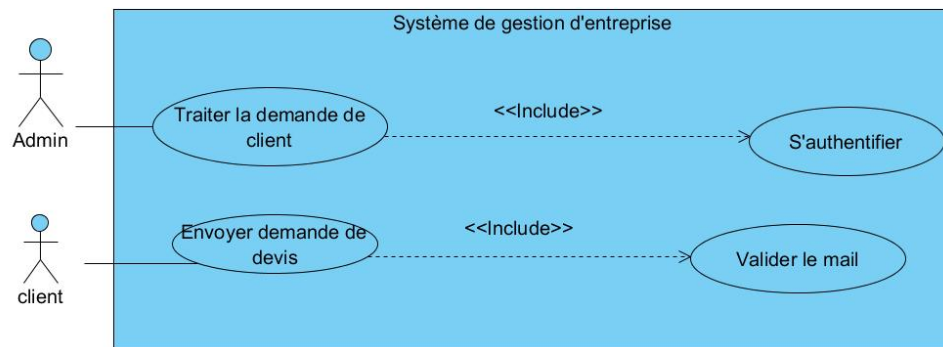 Système de gestion d'entreprise
Admin
Traiter la demande de
client
<<Include>>
S'authentifier
client
Envoyer demande de
devis
<<Include>>
Valider le mail